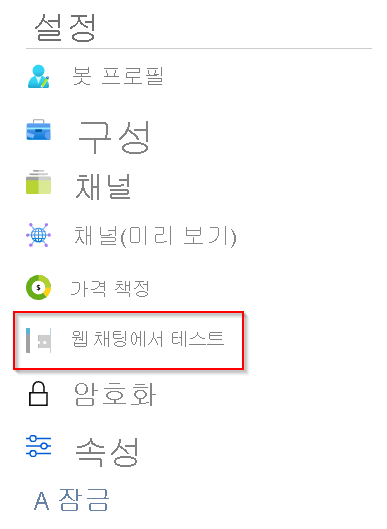 설정
봇 프로필
구성
채널
채널(미리 보기)
가격 책정
웹 채팅에서 테스트
암호화
속성
A 잠금